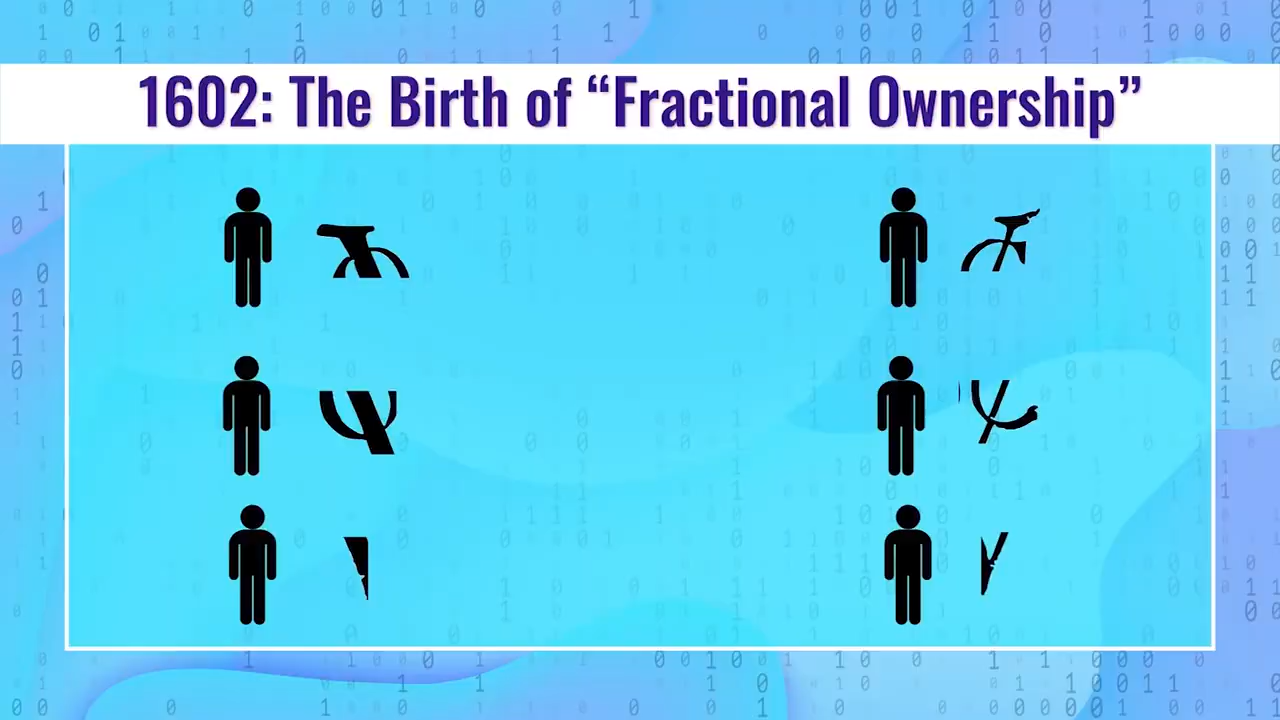 1602: The Birth of “Fractional Ownership”